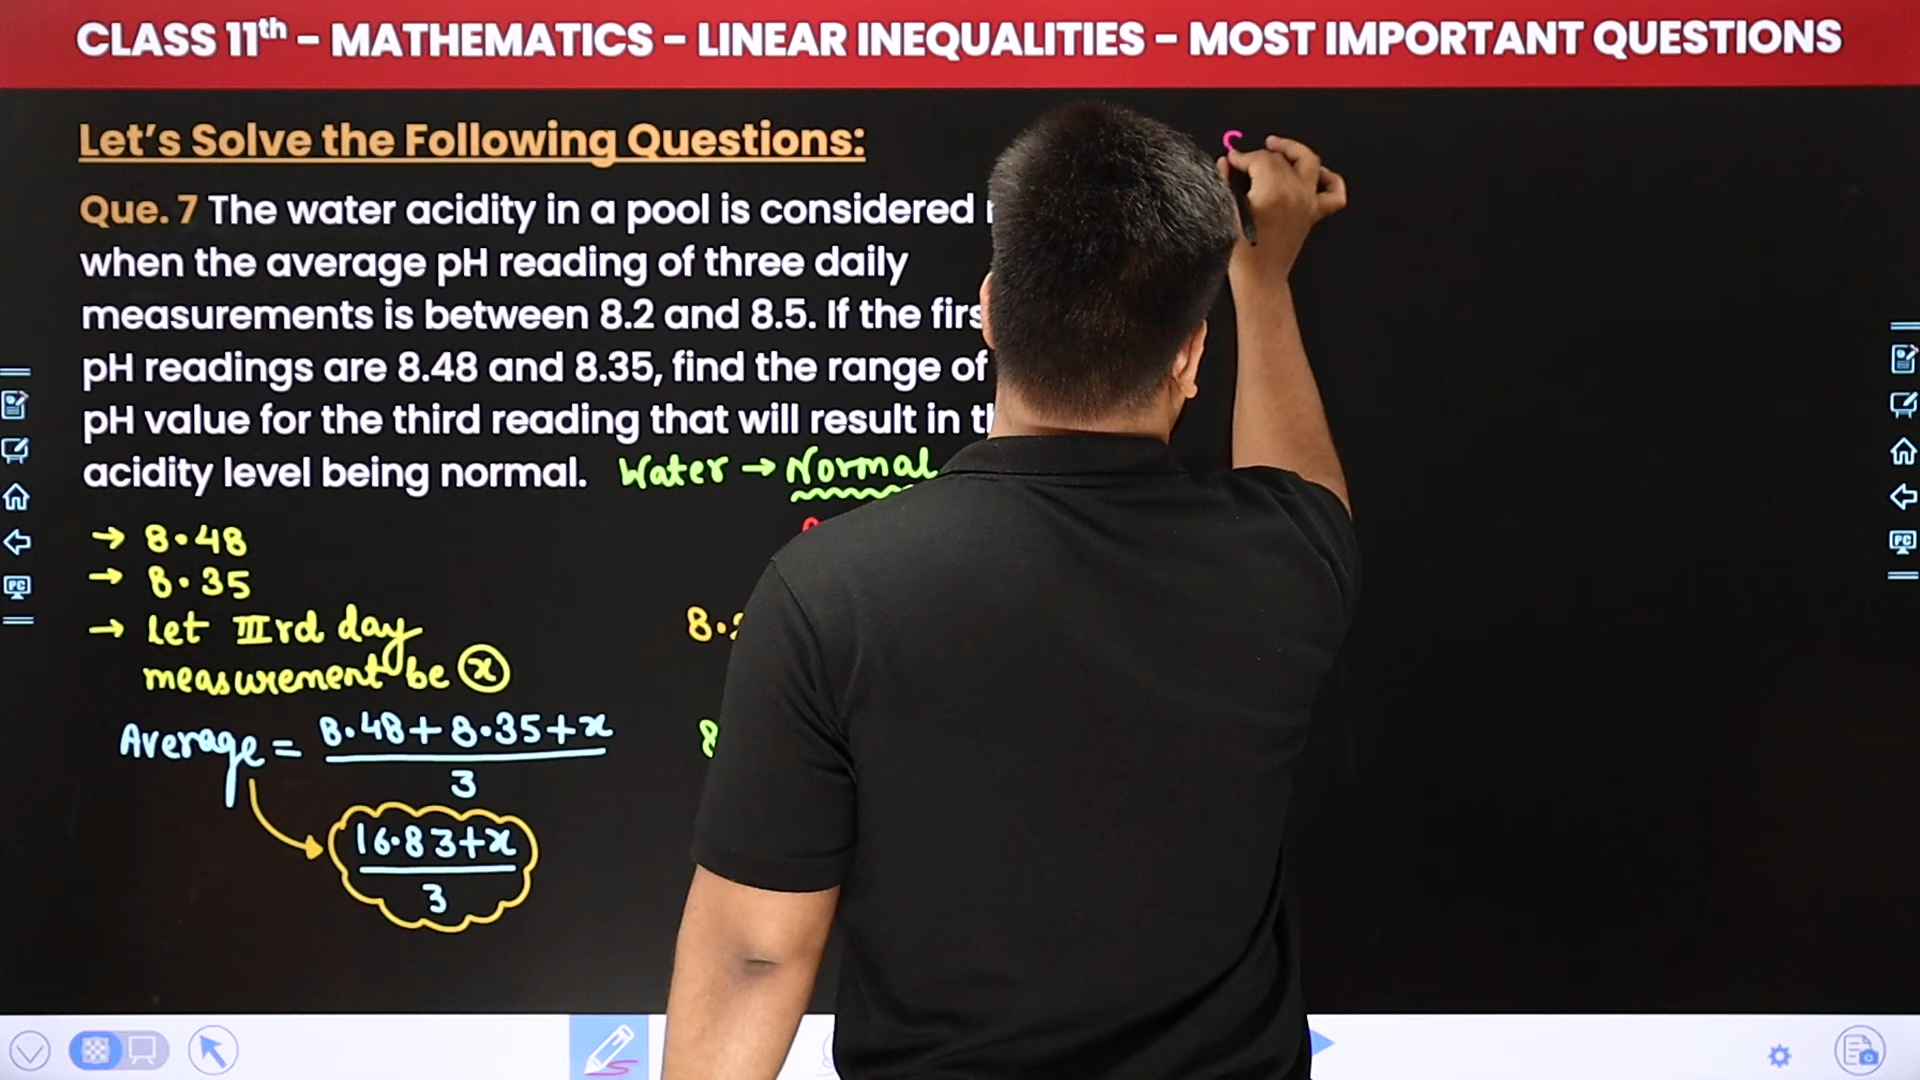 CLASS 11th - MATHEMATICS - LINEAR INEQUALITIES - MOST IMPORTANT QUESTIONS
Let's Solve the Following Questions:
Que. 7 The water acidity in a pool is considered
when the average pH reading of three daily
measurements is between 8.2 and 8.5. If the
pH readings are 8.48 and 8.35, find the range of
pH value for the third reading that will result in
acidity level being normal. Water → Normal
→ 8.48
→ 8.35
→ Let IIIrd day
measurement be x
Average = 8.48 + 8.35 + x
3
16.83 + x
3